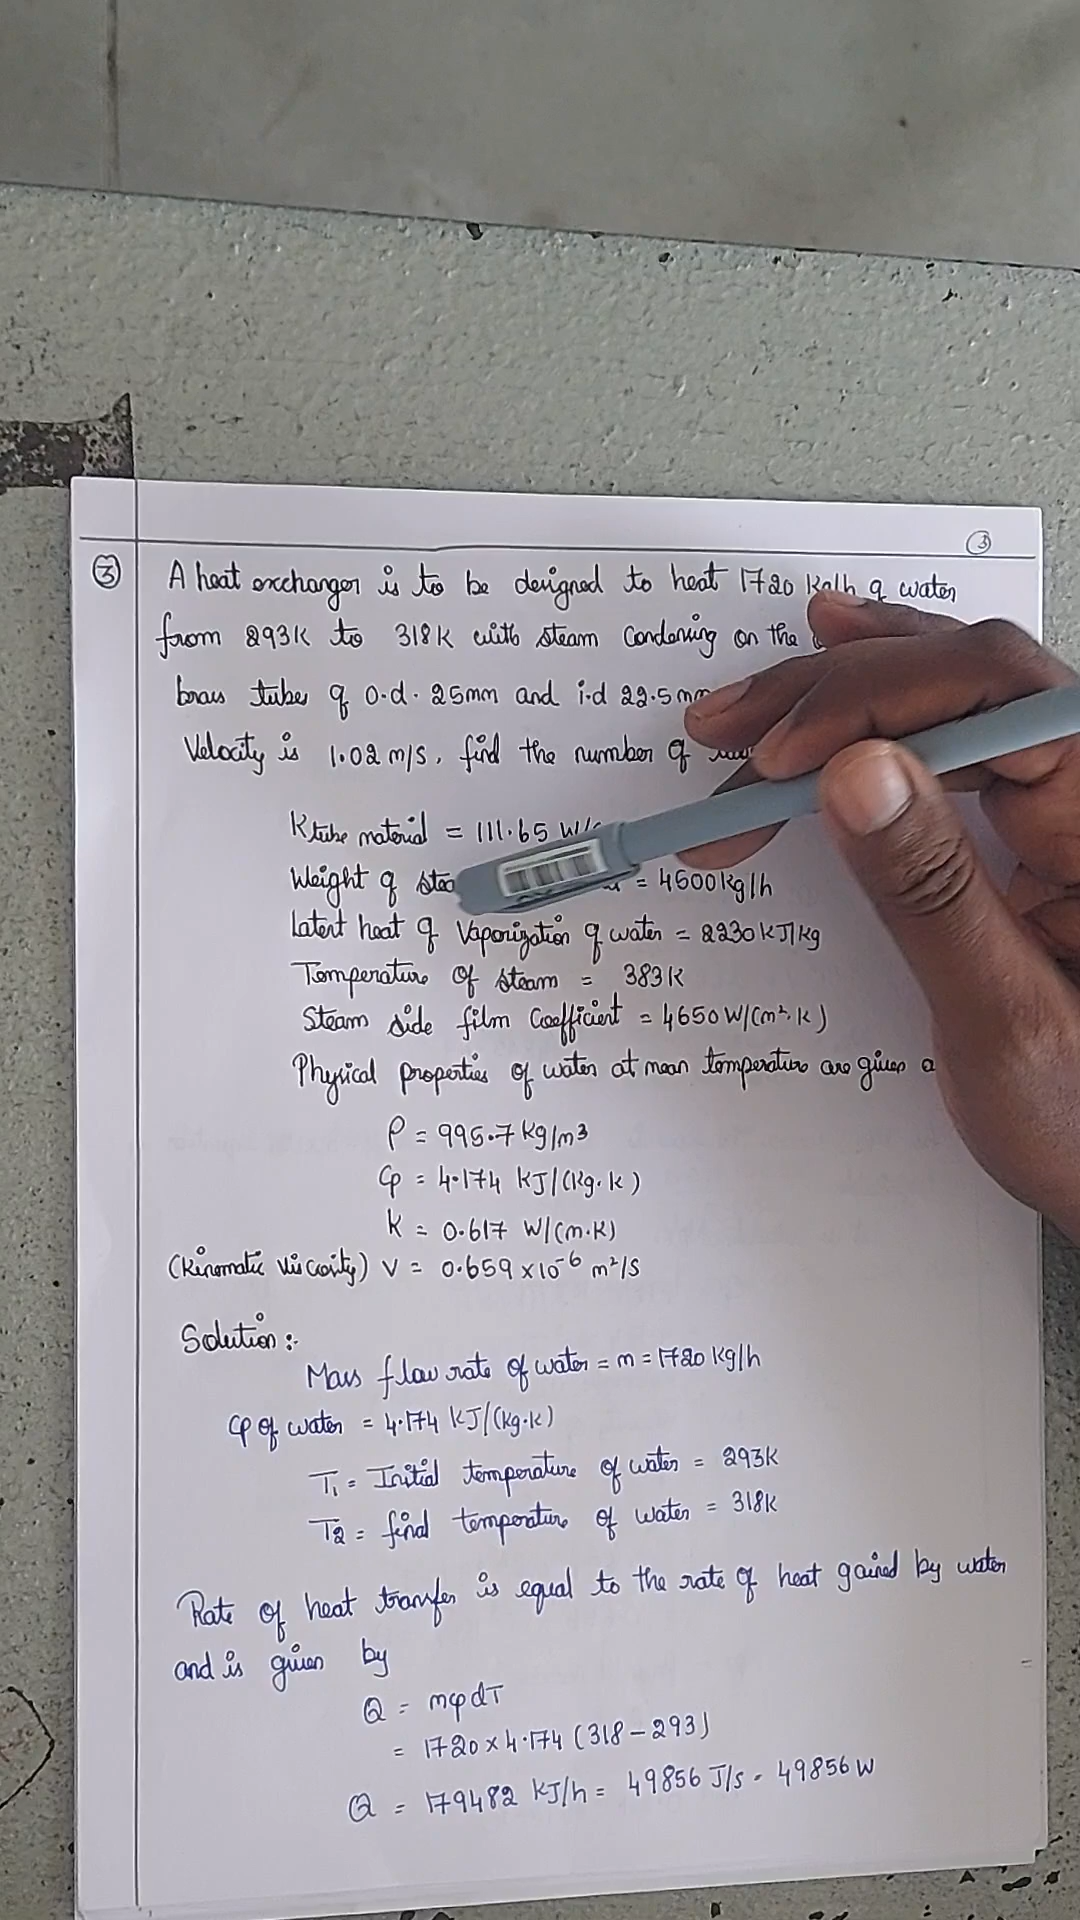 3
3 A heat exchanger is to be designed to heat 1720 Kg/h of water
from 293K to 318K with steam Condening on the
brass tubes of o.d. 25mm and i.d 22.5 mm
Velocity is 1.02 m/s. find the number of
K tube material = 111.65 W/
Weight of = 4500kg/h
Latent heat of Vaporization of water = 2230 kJ/kg
Temperature of steam = 383K
Steam side film Coefficient = 4650 W/(m².K)
Physical properties of water at mean temperature are given a
ρ = 995.7 kg/m3
Cp = 4.174 kJ/(kg.k)
K = 0.617 W/(m.K)
(Kinematic viscosity) V = 0.659 ×10⁻⁶ m²/s
Solution :-
Mass flow rate of water = m = 1720 kg/h
Cp of water = 4.174 kJ/(kg.k)
T₁ = Initial temperature of water = 293K
T2 = final temperature of water = 318K
Rate of heat transfer is equal to the rate of heat gained by water
and is given by
Q = mcpdT
= 1720 × 4.174 (318 - 293)
Q = 179482 kJ/h = 49856 J/s = 49856 W